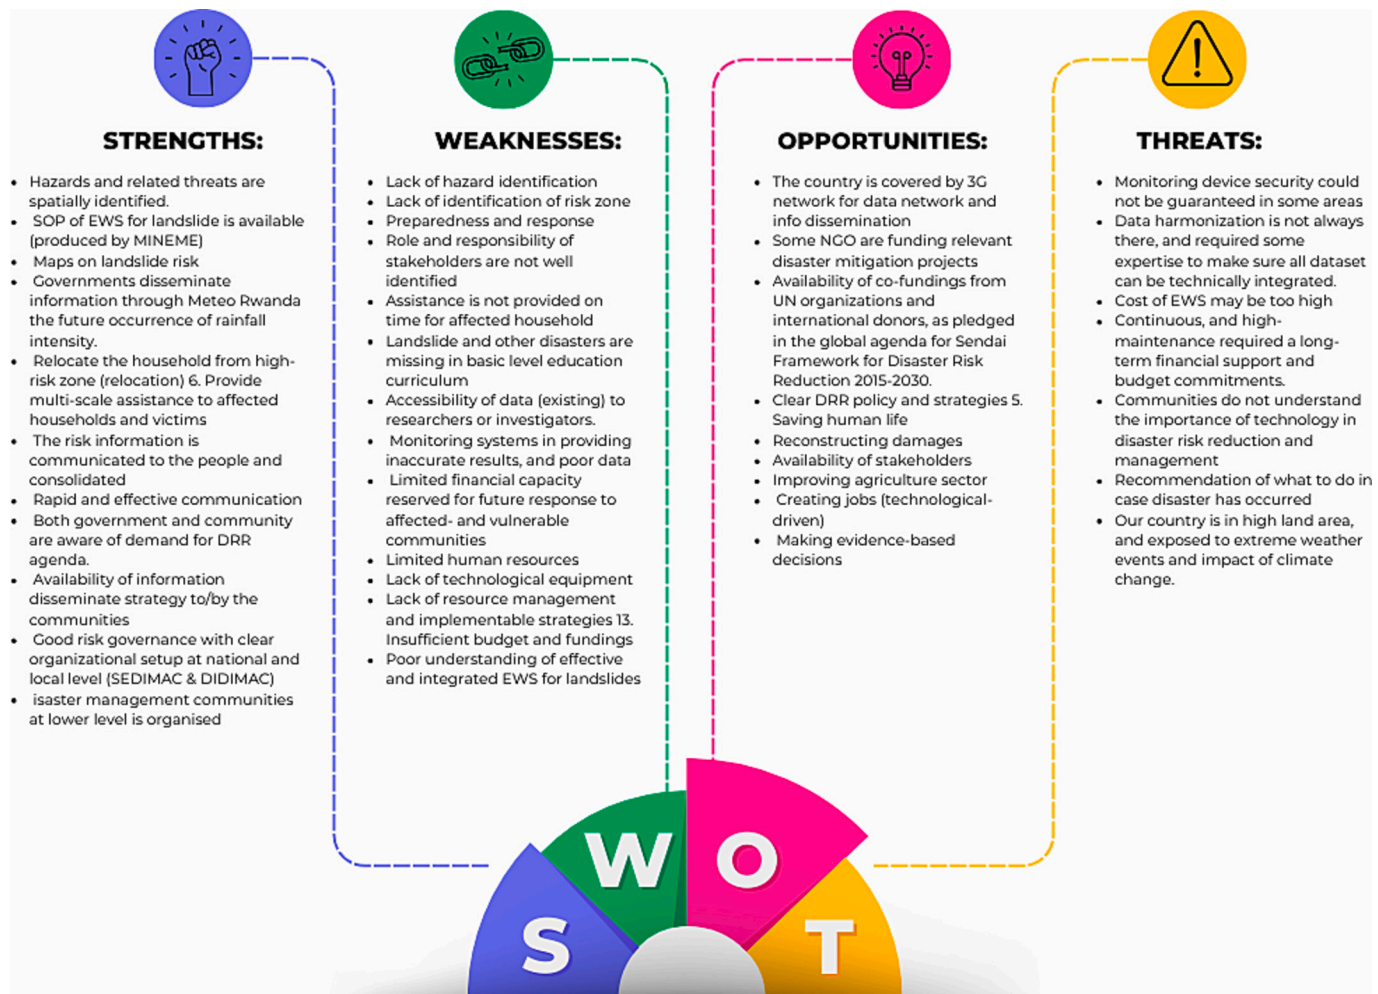 STRENGTHS:
• Hazards and related threats are
spatially identified.
• SOP of EWS for landslide is available
(produced by MINEME)
• Maps on landslide risk
• Governments disseminate
information through Meteo Rwanda
the future occurrence of rainfall
intensity.
• Relocate the household from high-
risk zone (relocation) 6. Provide
multi-scale assistance to affected
households and victims
• The risk information is
communicated to the people and
consolidated
• Rapid and effective communication
• Both government and community
are aware of demand for DRR
agenda.
• Availability of information
disseminate strategy to/by the
communities
• Good risk governance with clear
organizational setup at national and
local level (SEDIMAC & DIDIMAC)
• isaster management communities
at lower level is organised
WEAKNESSES:
• Lack of hazard identification
• Lack of identification of risk zone
• Preparedness and response
• Role and responsibility of
stakeholders are not well
identified
• Assistance is not provided on
time for affected household
• Landslide and other disasters are
missing in basic level education
curriculum
• Accessibility of data (existing) to
researchers or investigators.
• Monitoring systems in providing
inaccurate results, and poor data
• Limited financial capacity
reserved for future response to
affected- and vulnerable
communities
• Limited human resources
• Lack of technological equipment
• Lack of resource management
and implementable strategies 13.
Insufficient budget and fundings
• Poor understanding of effective
and integrated EWS for landslides
OPPORTUNITIES:
• The country is covered by 3G
network for data network and
info dissemination
• Some NGO are funding relevant
disaster mitigation projects
• Availability of co-fundings from
UN organizations and
international donors, as pledged
in the global agenda for Sendai
Framework for Disaster Risk
Reduction 2015-2030.
• Clear DRR policy and strategies 5.
Saving human life
• Reconstructing damages
• Availability of stakeholders
• Improving agriculture sector
• Creating jobs (technological-
driven)
• Making evidence-based
decisions
THREATS:
• Monitoring device security could
not be guaranteed in some areas
• Data harmonization is not always
there, and required some
expertise to make sure all dataset
can be technically integrated.
• Cost of EWS may be too high
• Continuous, and high-
maintenance required a long-
term financial support and
budget commitments.
• Communities do not understand
the importance of technology in
disaster risk reduction and
management
• Recommendation of what to do in
case disaster has occurred
• Our country is in high land area,
and exposed to extreme weather
events and impact of climate
change.
S
W
O
T